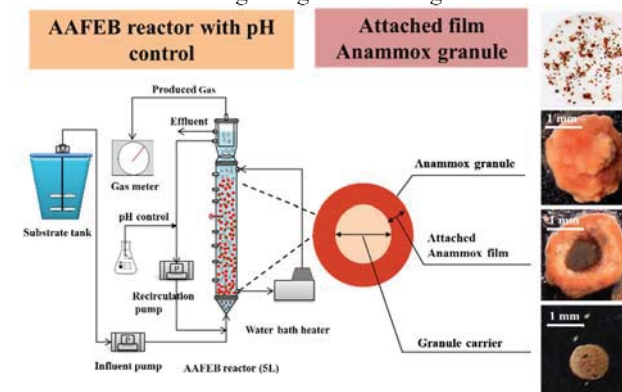 AAFEB reactor with pH
control
Attached film
Anammox granule
Produced Gas
Effluent
Gas meter
Substrate tank
pH control
Recirculation
pump
Influent pump
AAFEB reactor (5L)
Water bath heater
Anammox granule
Attached
Anammox film
Granule carrier
1 mm
1 mm
1 mm